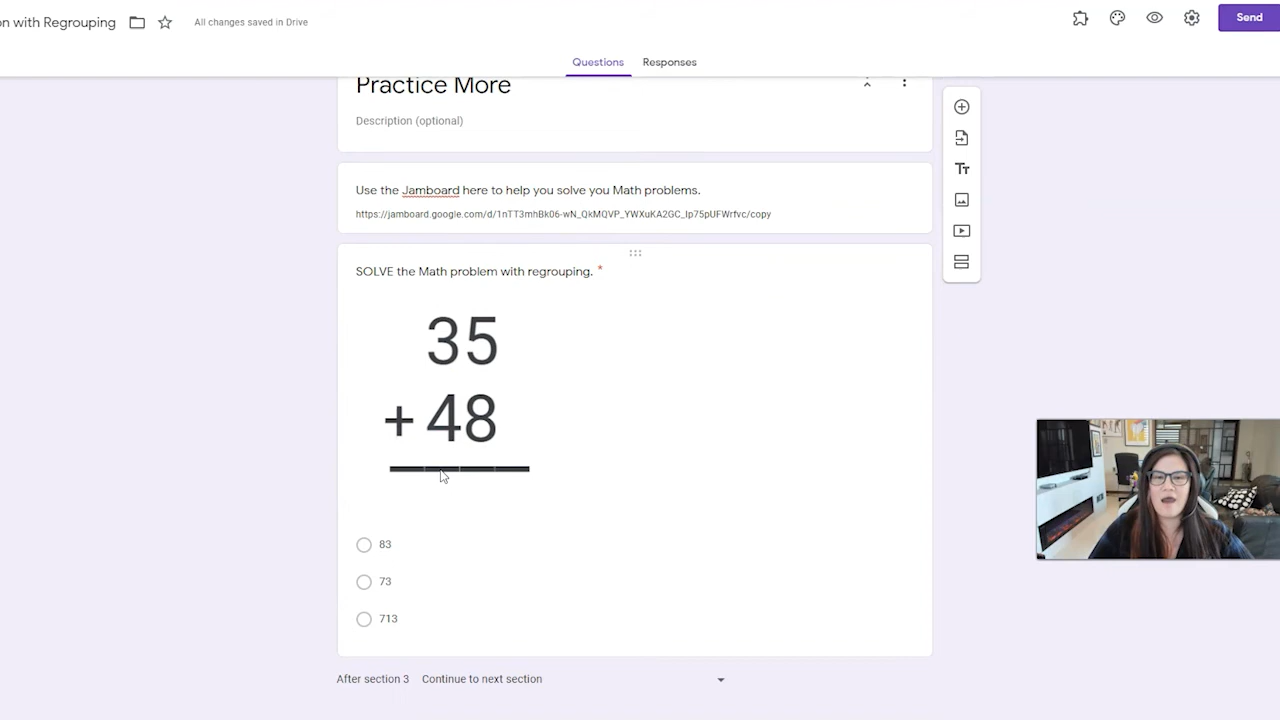 on with Regrouping
All changes saved in Drive
Send
Questions Responses
Practice More
Description (optional)
Use the Jamboard here to help you solve you Math problems.
https://jamboard.google.com/d/1nTT3mhBk06-wN_QkMQVP_YWXuKA2GC_Ip75pUFWrfvc/copy
SOLVE the Math problem with regrouping. *
35
+ 48
83
73
713
After section 3 Continue to next section